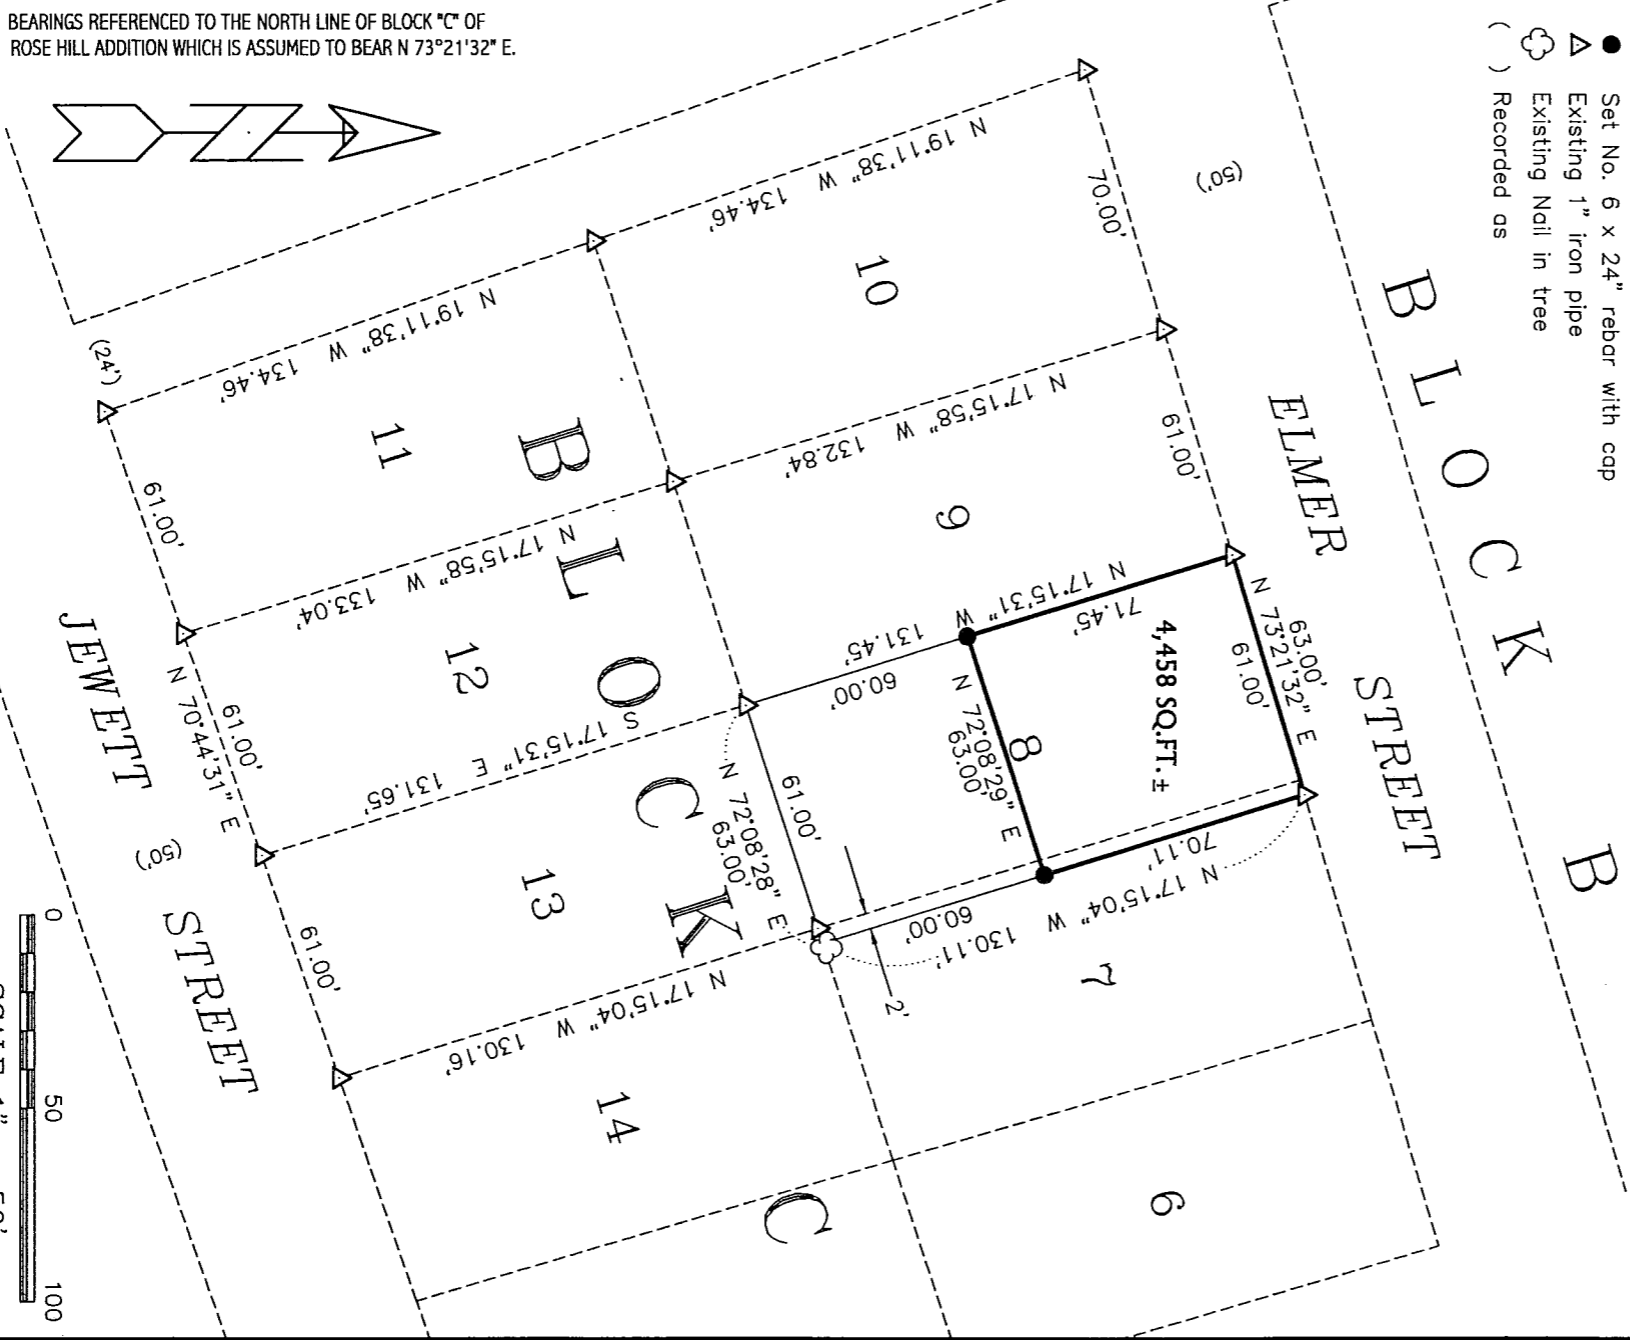 BEARINGS REFERENCED TO THE NORTH LINE OF BLOCK "C" OF
ROSE HILL ADDITION WHICH IS ASSUMED TO BEAR N 73°21'32" E.
Set No. 6 x 24" rebar with cap
Existing 1" iron pipe
Existing Nail in tree
( ) Recorded as
N
BLOCK B
ELMER STREET
(50')
70.00'
61.00'
N 73°21'32" E
63.00'
61.00'
N 19°11'38" W 134.46'
10
N 17°15'58" W 132.84'
9
N 17°15'31" W 131.45'
71.45'
60.00'
4,458 SQ.FT.±
8
N 72°08'29" E
63.00'
70.11'
N 17°15'04" W 130.11'
60.00'
2'
7
6
61.00'
N 72°08'28" E
63.00'
BLOCK C
N 19°11'38" W 134.46'
11
N 17°15'58" W 133.04'
12
S 17°15'31" E 131.65'
13
N 17°15'04" W 130.16'
14
(24')
61.00'
61.00'
N 70°44'31" E
61.00'
JEWETT STREET
(50')
0 50 100